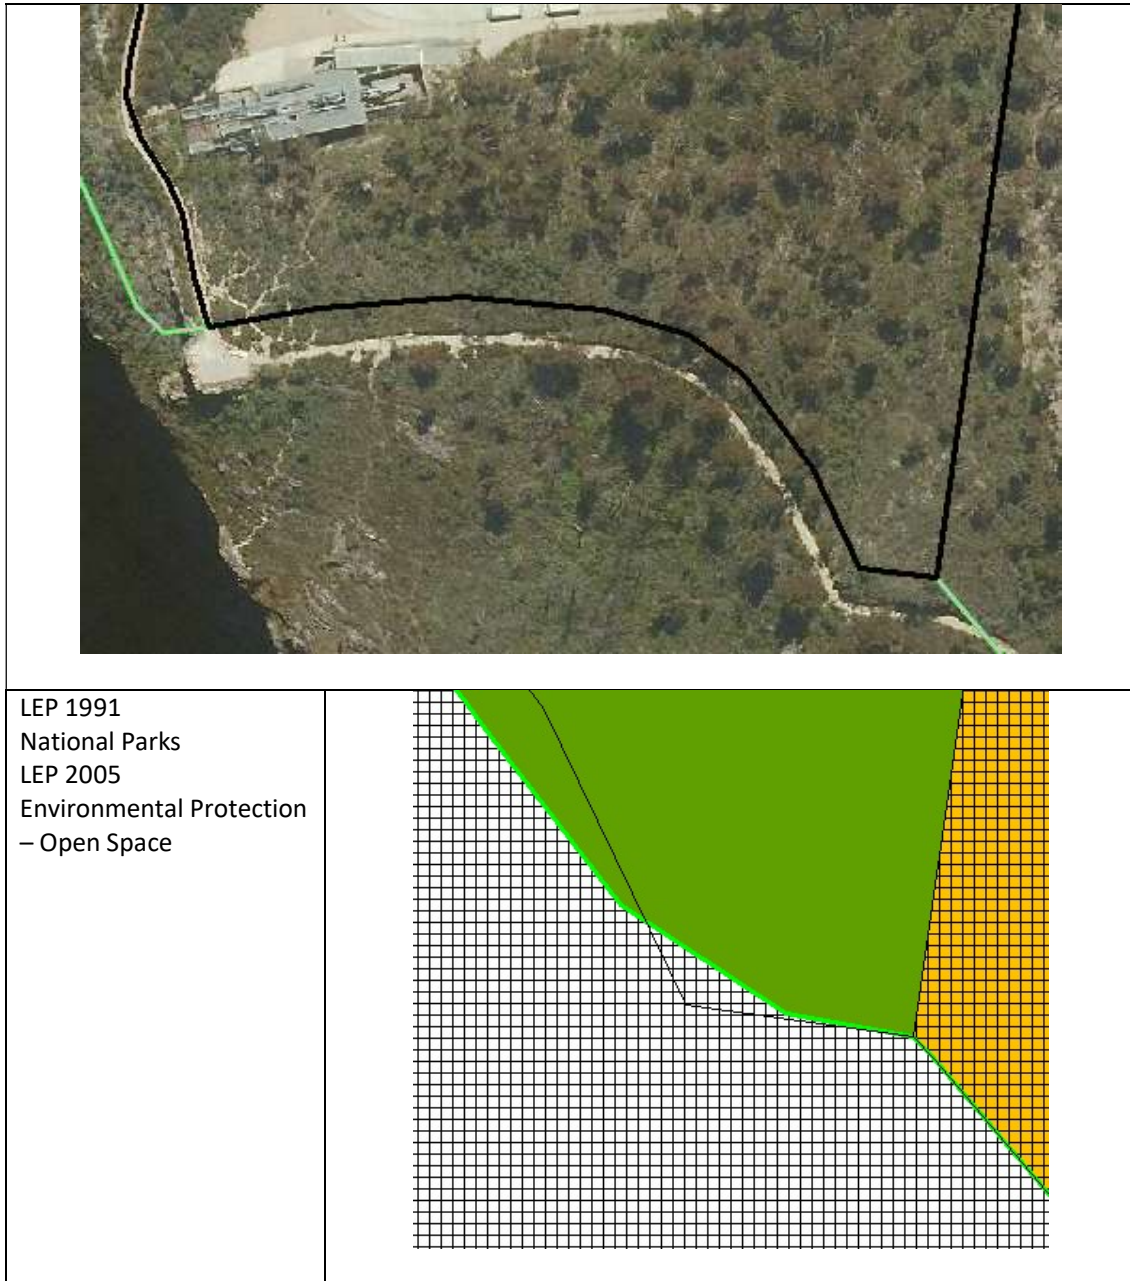 LEP 1991
National Parks
LEP 2005
Environmental Protection
– Open Space